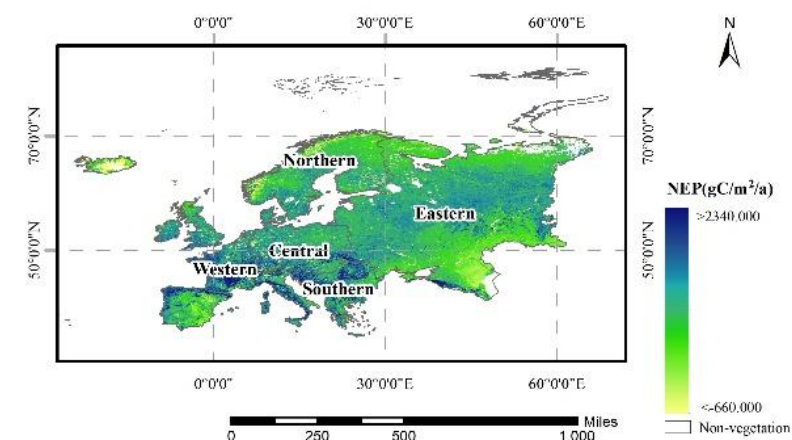 0°0'0" 30°0'0"E 60°0'0"E
N
70°0'0"N
70°0'0"N
Northern
NEP(gC/m²/a)
>2340.000
Eastern
50°0'0"N
50°0'0"N
Central
Western
Southern
<-660.000
Non-vegetation
0°0'0" 30°0'0"E 60°0'0"E
Miles
0 250 500 1,000